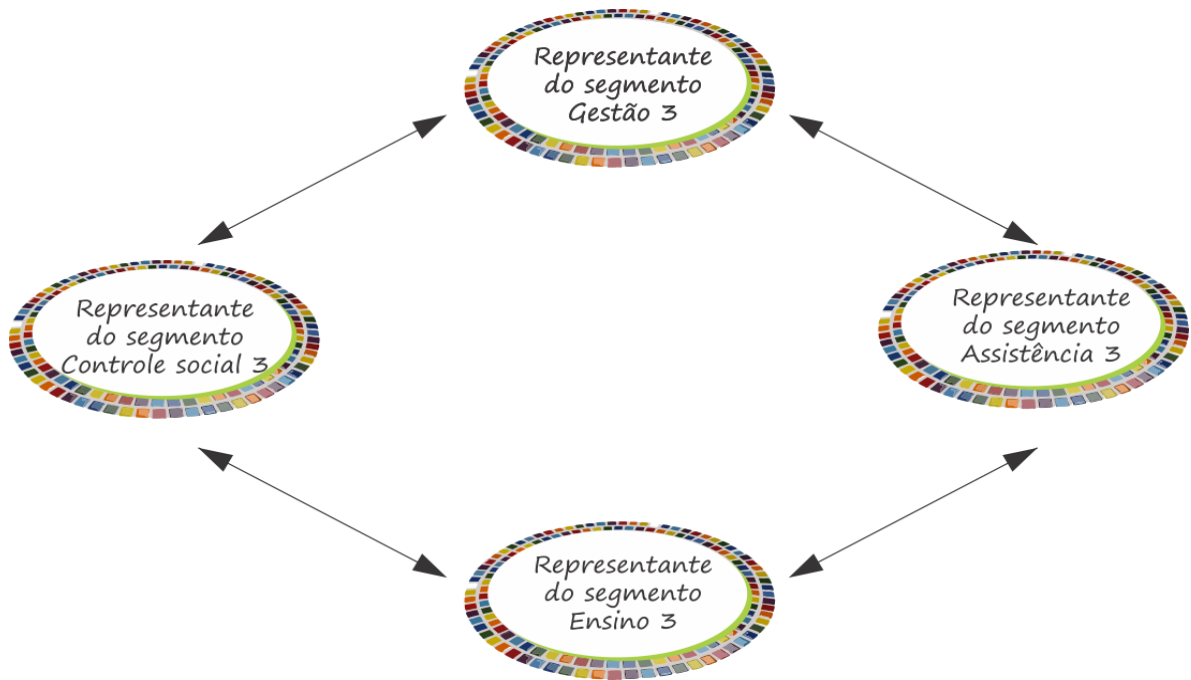 Representante
do segmento
Gestão 3
Representante
do segmento
Controle social 3
Representante
do segmento
Assistência 3
Representante
do segmento
Ensino 3